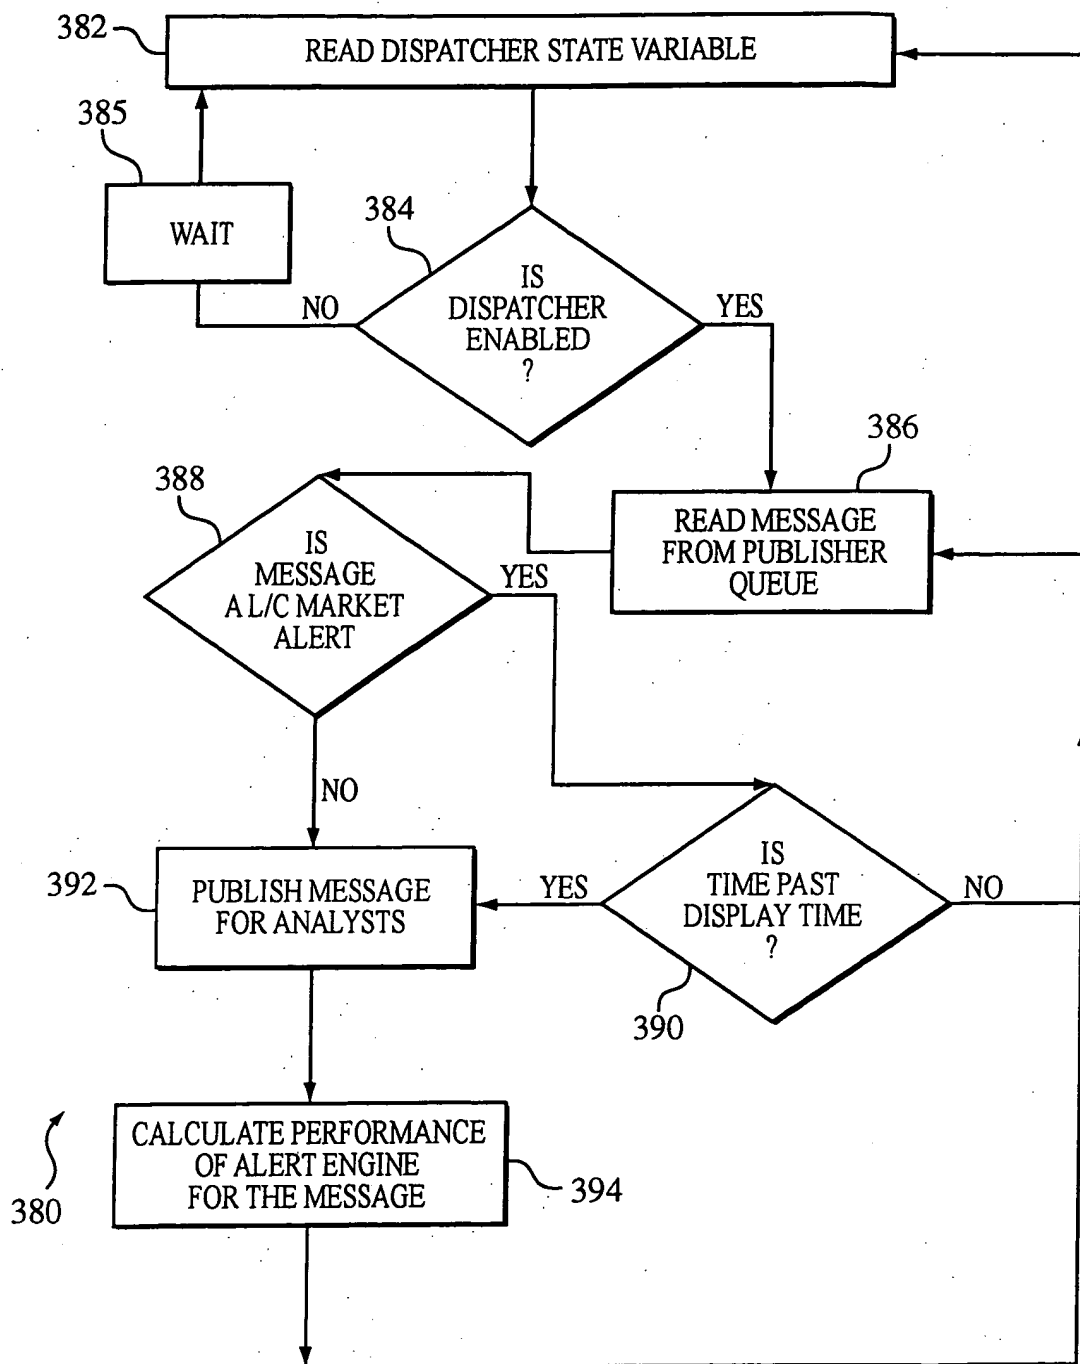 382
READ DISPATCHER STATE VARIABLE
385
WAIT
384
IS
DISPATCHER
ENABLED
?
NO
YES
386
READ MESSAGE
FROM PUBLISHER
QUEUE
388
IS
MESSAGE
A L/C MARKET
ALERT
YES
NO
392
PUBLISH MESSAGE
FOR ANALYSTS
YES
IS
TIME PAST
DISPLAY TIME
?
NO
390
380
CALCULATE PERFORMANCE
OF ALERT ENGINE
FOR THE MESSAGE
394